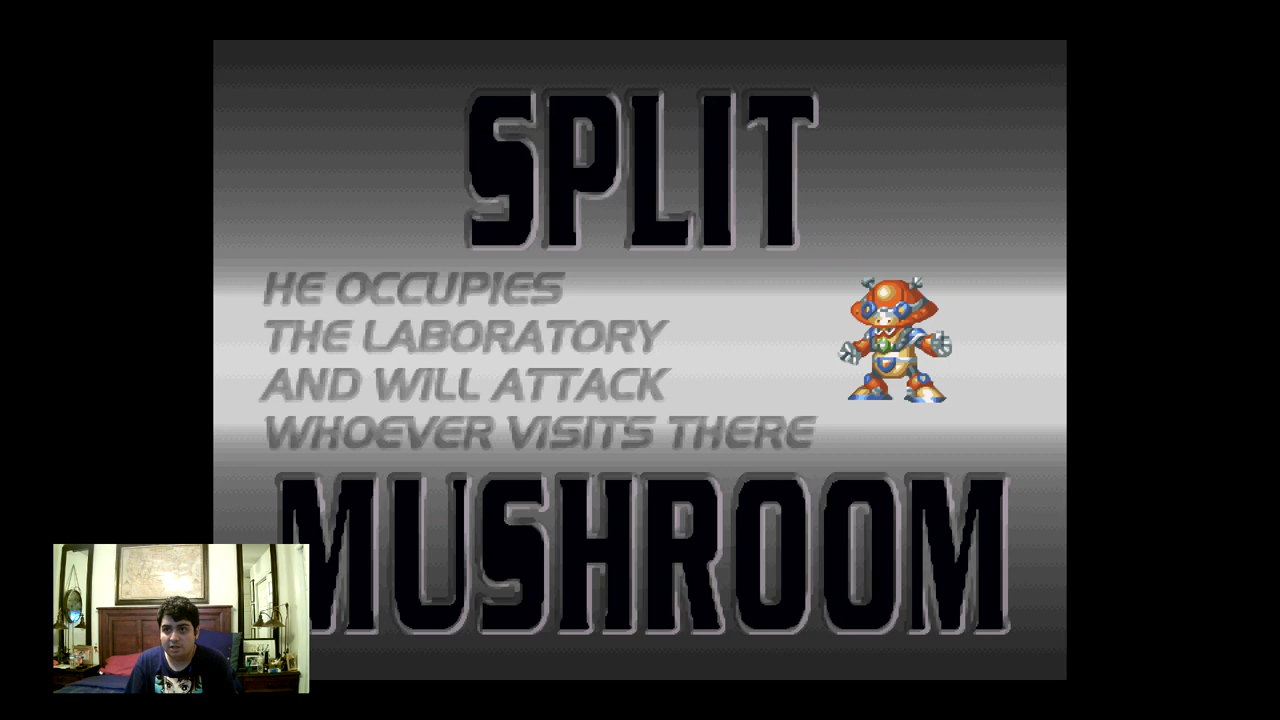 SPLIT
HE OCCUPIES
THE LABORATORY
AND WILL ATTACK
WHOEVER VISITS THERE
MUSHROOM